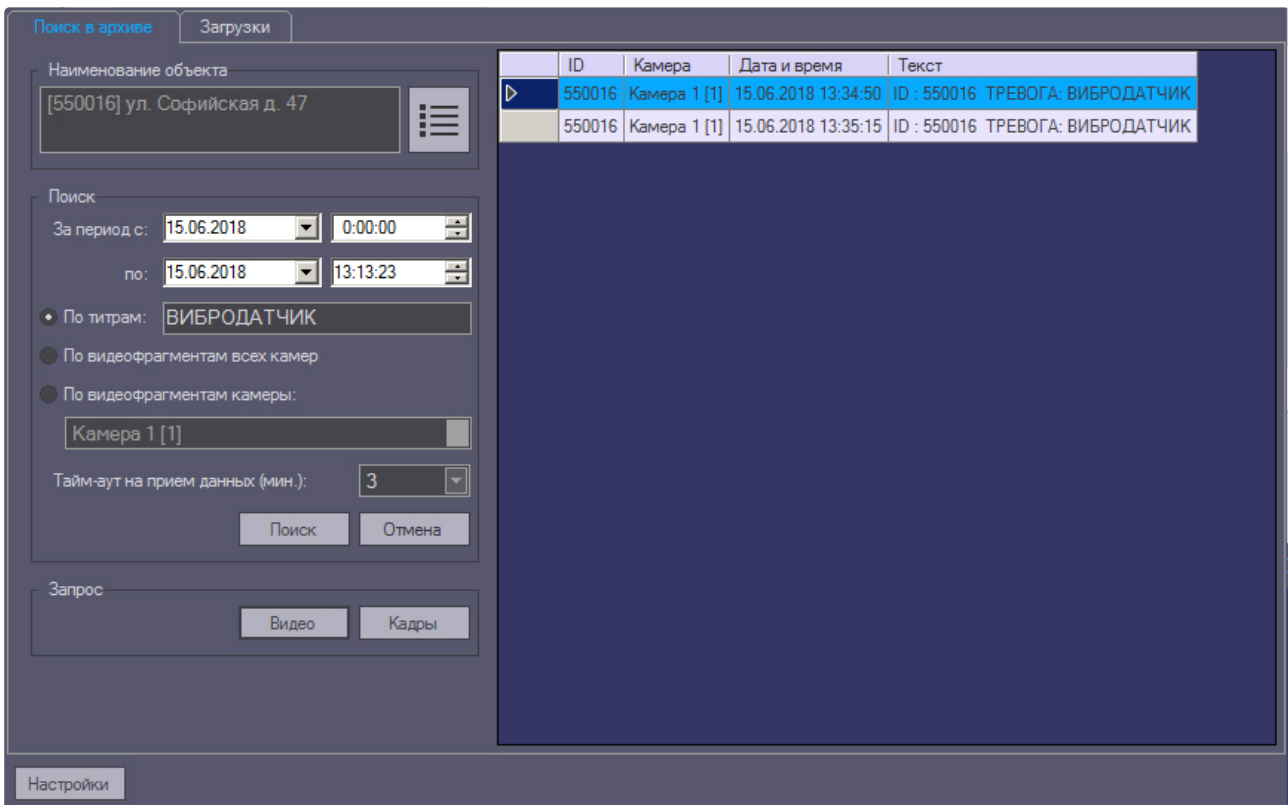 Поиск в архиве Загрузки
Наименование объекта
[550016] ул. Софийская д. 47
Поиск
За период с: 15.06.2018 0:00:00
по: 15.06.2018 13:13:23
По титрам: ВИБРОДАТЧИК
По видеофрагментам всех камер
По видеофрагментам камеры:
Камера 1 [1]
Тайм-аут на прием данных (мин.): 3
Поиск Отмена
Запрос
Видео Кадры
ID Камера Дата и время Текст
550016 Камера 1 [1] 15.06.2018 13:34:50 ID : 550016 ТРЕВОГА: ВИБРОДАТЧИК
550016 Камера 1 [1] 15.06.2018 13:35:15 ID : 550016 ТРЕВОГА: ВИБРОДАТЧИК
Настройки